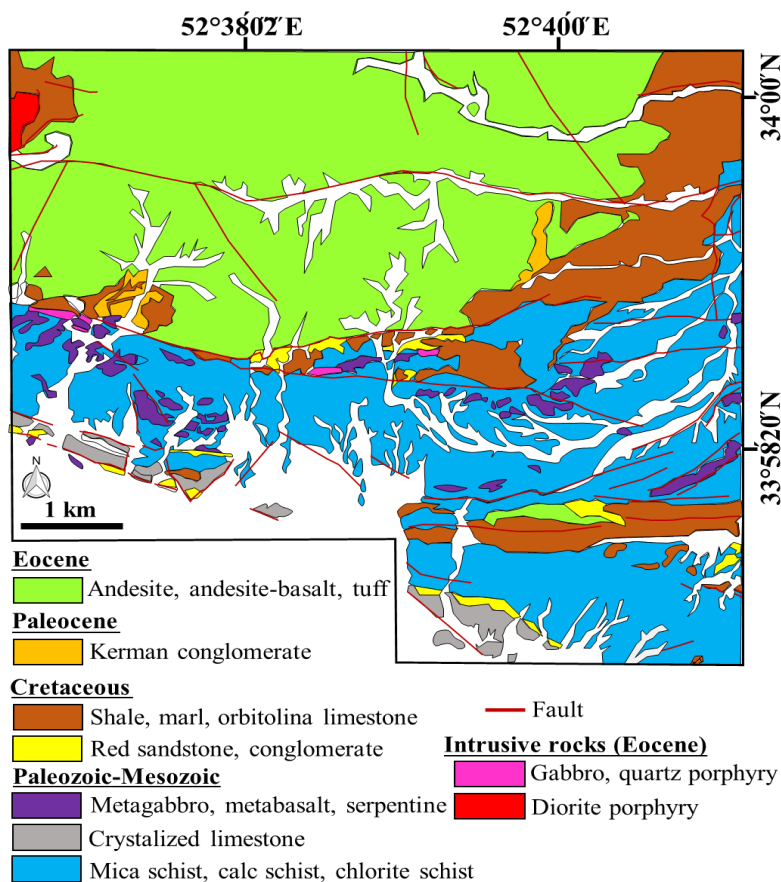 52°38′02″E 52°40′0″E
34°00′N
33°58′20″N
N
1 km
Eocene
Andesite, andesite-basalt, tuff
Paleocene
Kerman conglomerate
Cretaceous
Shale, marl, orbitolina limestone
Red sandstone, conglomerate
Paleozoic-Mesozoic
Metagabbro, metabasalt, serpentine
Crystalized limestone
Mica schist, calc schist, chlorite schist
Fault
Intrusive rocks (Eocene)
Gabbro, quartz porphyry
Diorite porphyry